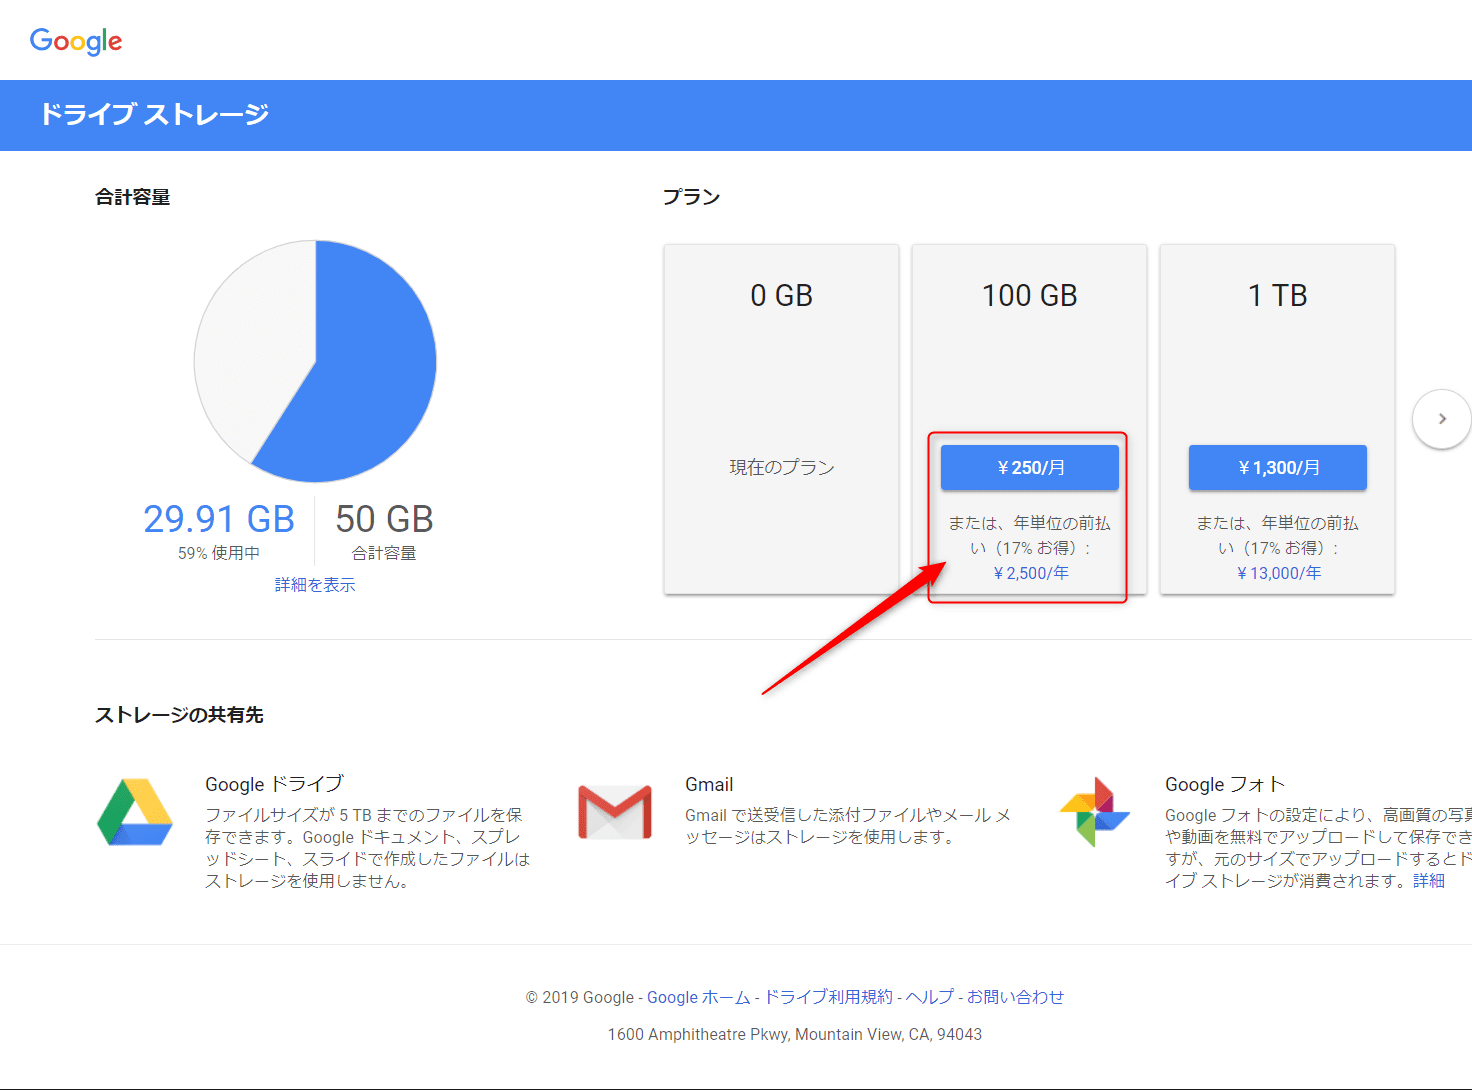 Google
ドライブ ストレージ
合計容量
29.91 GB
59% 使用中
50 GB
合計容量
詳細を表示
プラン
0 GB
現在のプラン
100 GB
￥250/月
または、年単位の前払
い（17% お得）:
￥2,500/年
1 TB
￥1,300/月
または、年単位の前払
い（17% お得）:
￥13,000/年
ストレージの共有先
Google ドライブ
ファイルサイズが 5 TB までのファイルを保
存できます。Google ドキュメント、スプレ
ッドシート、スライドで作成したファイルは
ストレージを使用しません。
Gmail
Gmail で送受信した添付ファイルやメール メ
ッセージはストレージを使用します。
Google フォト
Google フォトの設定により、高画質の写真
や動画を無料でアップロードして保存でき
すが、元のサイズでアップロードするとド
イブ ストレージが消費されます。詳細
© 2019 Google - Google ホーム - ドライブ利用規約 - ヘルプ - お問い合わせ
1600 Amphitheatre Pkwy, Mountain View, CA, 94043